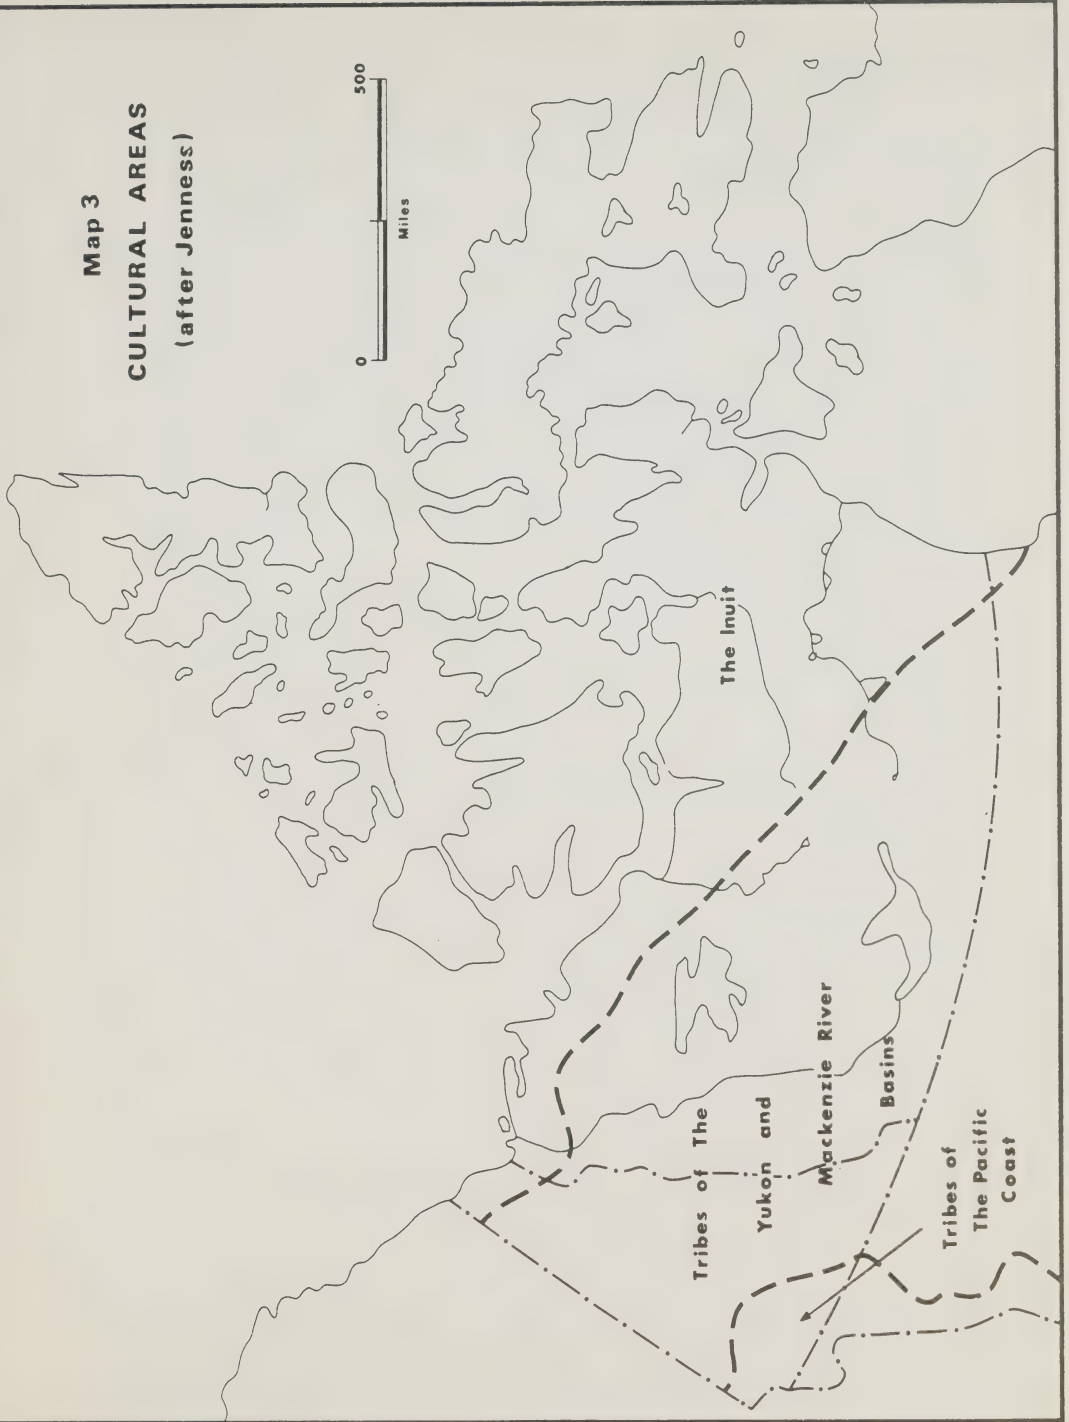 Map 3
CULTURAL AREAS
(after Jenness)
0 500
Miles
The Inuit
Tribes of The
Yukon and
Mackenzie River
Basins
Tribes of
The Pacific
Coast